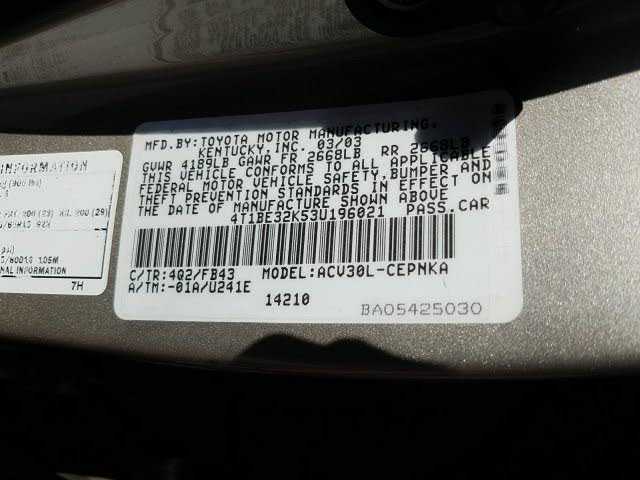 MFD.BY:TOYOTA MOTOR MANUFACTURING,
KENTUCKY,INC. 03/03
GVWR 4189LB GAWR FR 2668LB RR 2668LB
THIS VEHICLE CONFORMS TO ALL APPLICABLE
FEDERAL MOTOR VEHICLE SAFETY,BUMPER AND
THEFT PREVENTION STANDARDS IN EFFECT ON
THE DATE OF MANUFACTURE SHOWN ABOVE
4T1BE32K53U196021 PASS.CAR
C/TR:4Q2/FB43 MODEL:ACV30L-CEPNKA
A/TM:-01A/U241E
14210
BA05425030
INFORMATION
NAL INFORMATION
7H